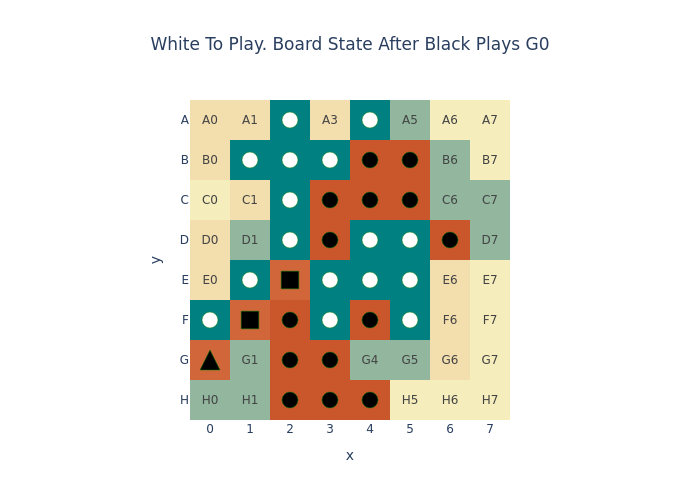 White To Play. Board State After Black Plays G0
A A0 A1 A3 A5 A6 A7
B B0 B6 B7
C C0 C1 C6 C7
D D0 D1 D7
E E0 E6 E7
F F6 F7
G G1 G4 G5 G6 G7
H H0 H1 H5 H6 H7
0 1 2 3 4 5 6 7
x
y